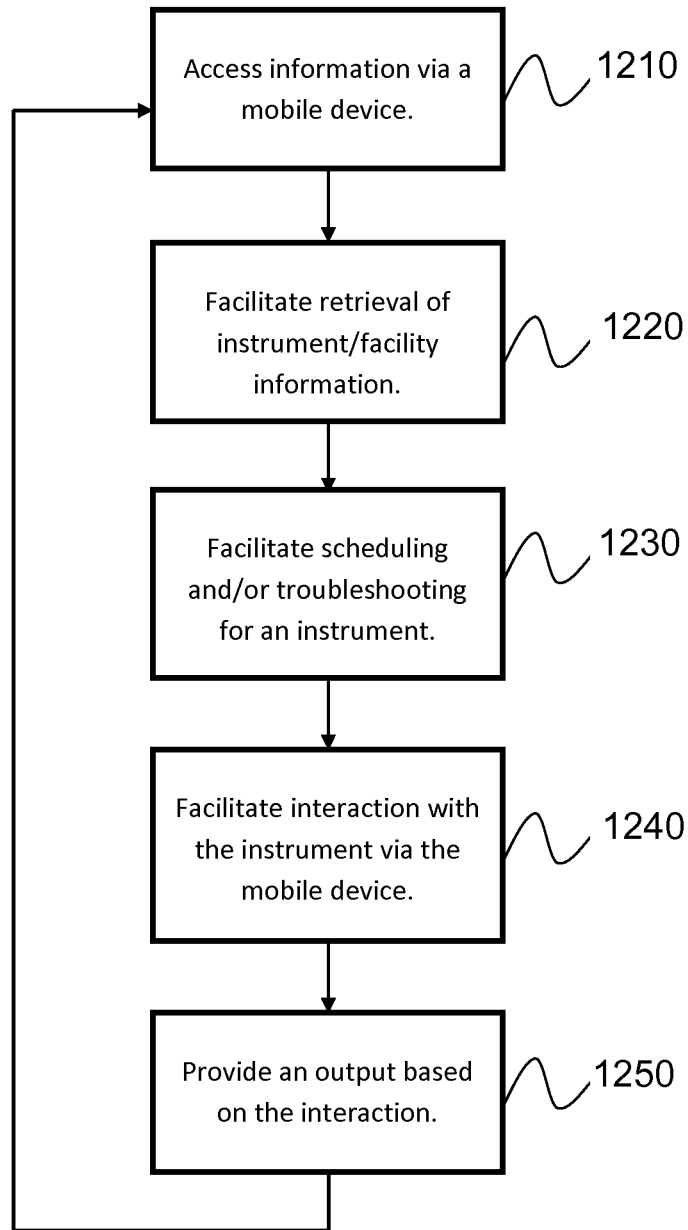 Access information via a
mobile device.
1210
Facilitate retrieval of
instrument/facility
information.
1220
Facilitate scheduling
and/or troubleshooting
for an instrument.
1230
Facilitate interaction with
the instrument via the
mobile device.
1240
Provide an output based
on the interaction.
1250